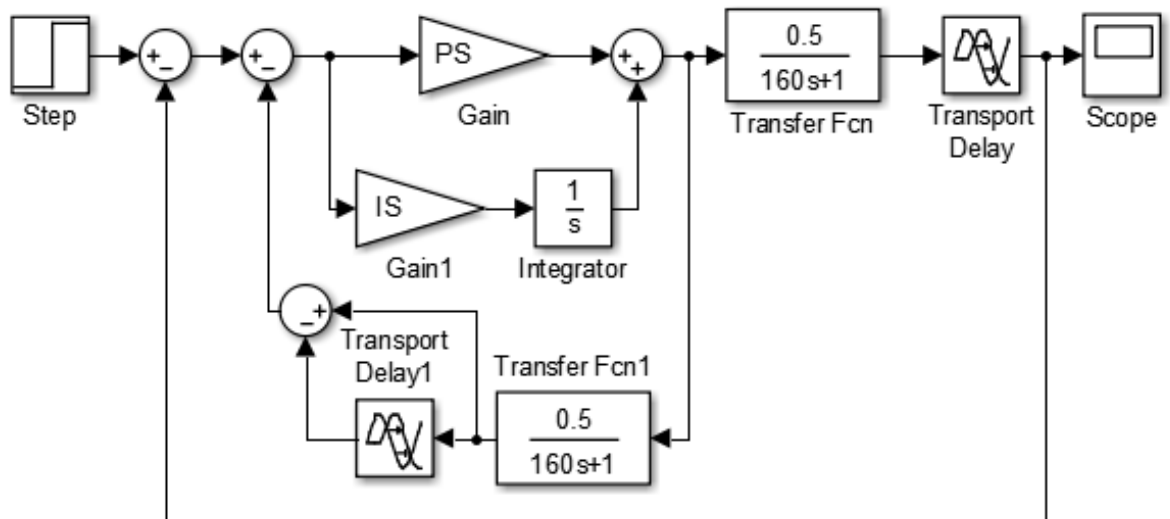 +
−
+
−
PS
+
+
0.5
160s+1
Step
Gain
Transfer Fcn
Transport
Delay
Scope
IS
1
s
Gain1
Integrator
−
+
Transport
Delay1
Transfer Fcn1
0.5
160s+1